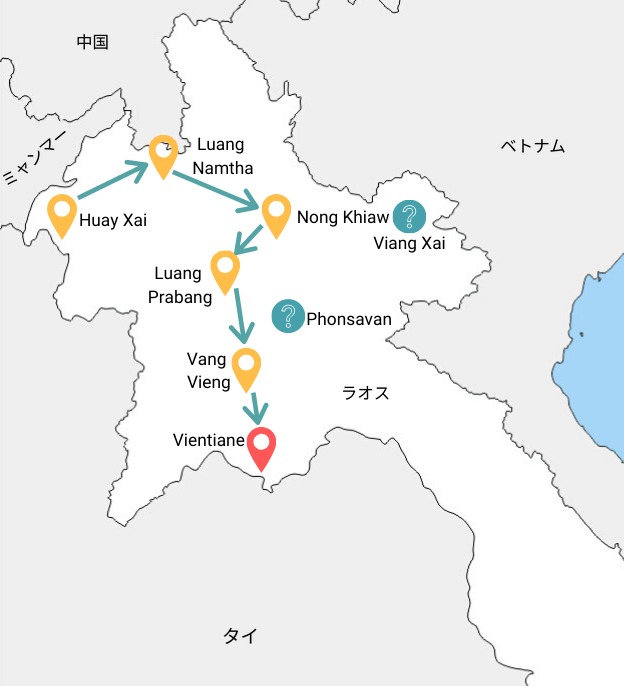 中国
ミャンマー
ベトナム
Luang
Namtha
Huay Xai
Nong Khiaw
?
Viang Xai
Luang
Prabang
?
Phonsavan
Vang
Vieng
ラオス
Vientiane
タイ